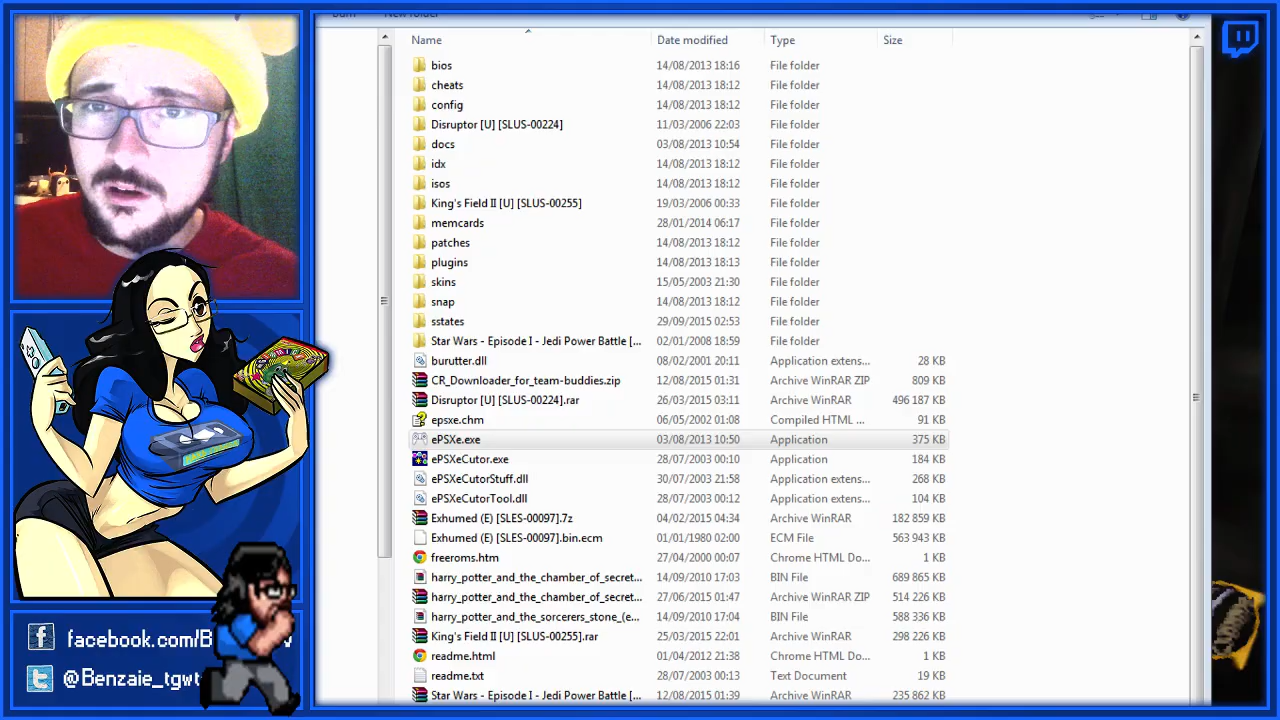 Name Date modified Type Size
bios 14/08/2013 18:16 File folder
cheats 14/08/2013 18:12 File folder
config 14/08/2013 18:12 File folder
Disruptor [U] [SLUS-00224] 11/03/2006 22:03 File folder
docs 03/08/2013 10:54 File folder
idx 14/08/2013 18:12 File folder
isos 14/08/2013 18:12 File folder
King's Field II [U] [SLUS-00255] 19/03/2006 00:33 File folder
memcards 28/01/2014 06:17 File folder
patches 14/08/2013 18:12 File folder
plugins 14/08/2013 18:13 File folder
skins 15/05/2003 21:30 File folder
snap 14/08/2013 18:12 File folder
sstates 29/09/2015 02:53 File folder
Star Wars - Episode I - Jedi Power Battle [... 02/01/2008 18:59 File folder
burutter.dll 08/02/2001 20:11 Application extens... 28 KB
CR_Downloader_for_team-buddies.zip 12/08/2015 01:31 Archive WinRAR ZIP 809 KB
Disruptor [U] [SLUS-00224].rar 26/03/2015 03:11 Archive WinRAR 496 187 KB
epsxe.chm 06/05/2002 01:08 Compiled HTML ... 91 KB
ePSXe.exe 03/08/2013 10:50 Application 375 KB
ePSXeCutor.exe 28/07/2003 00:10 Application 184 KB
ePSXeCutorStuff.dll 30/07/2003 21:58 Application extens... 268 KB
ePSXeCutorTool.dll 28/07/2003 00:12 Application extens... 104 KB
Exhumed (E) [SLES-00097].7z 04/02/2015 04:34 Archive WinRAR 182 859 KB
Exhumed (E) [SLES-00097].bin.ecm 01/01/1980 02:00 ECM File 563 943 KB
freeroms.htm 27/04/2000 00:07 Chrome HTML Do... 1 KB
harry_potter_and_the_chamber_of_secret... 14/09/2010 17:03 BIN File 689 865 KB
harry_potter_and_the_chamber_of_secret... 27/06/2015 01:47 Archive WinRAR ZIP 514 226 KB
harry_potter_and_the_sorcerers_stone_(e... 14/09/2010 17:04 BIN File 588 336 KB
King's Field II [U] [SLUS-00255].rar 25/03/2015 22:01 Archive WinRAR 298 226 KB
readme.html 01/04/2012 21:38 Chrome HTML Do... 1 KB
readme.txt 28/07/2003 00:13 Text Document 19 KB
Star Wars - Episode I - Jedi Power Battle [... 12/08/2015 01:39 Archive WinRAR ZIP 235 862 KB
facebook.com/B
@Benzaie_tgwt